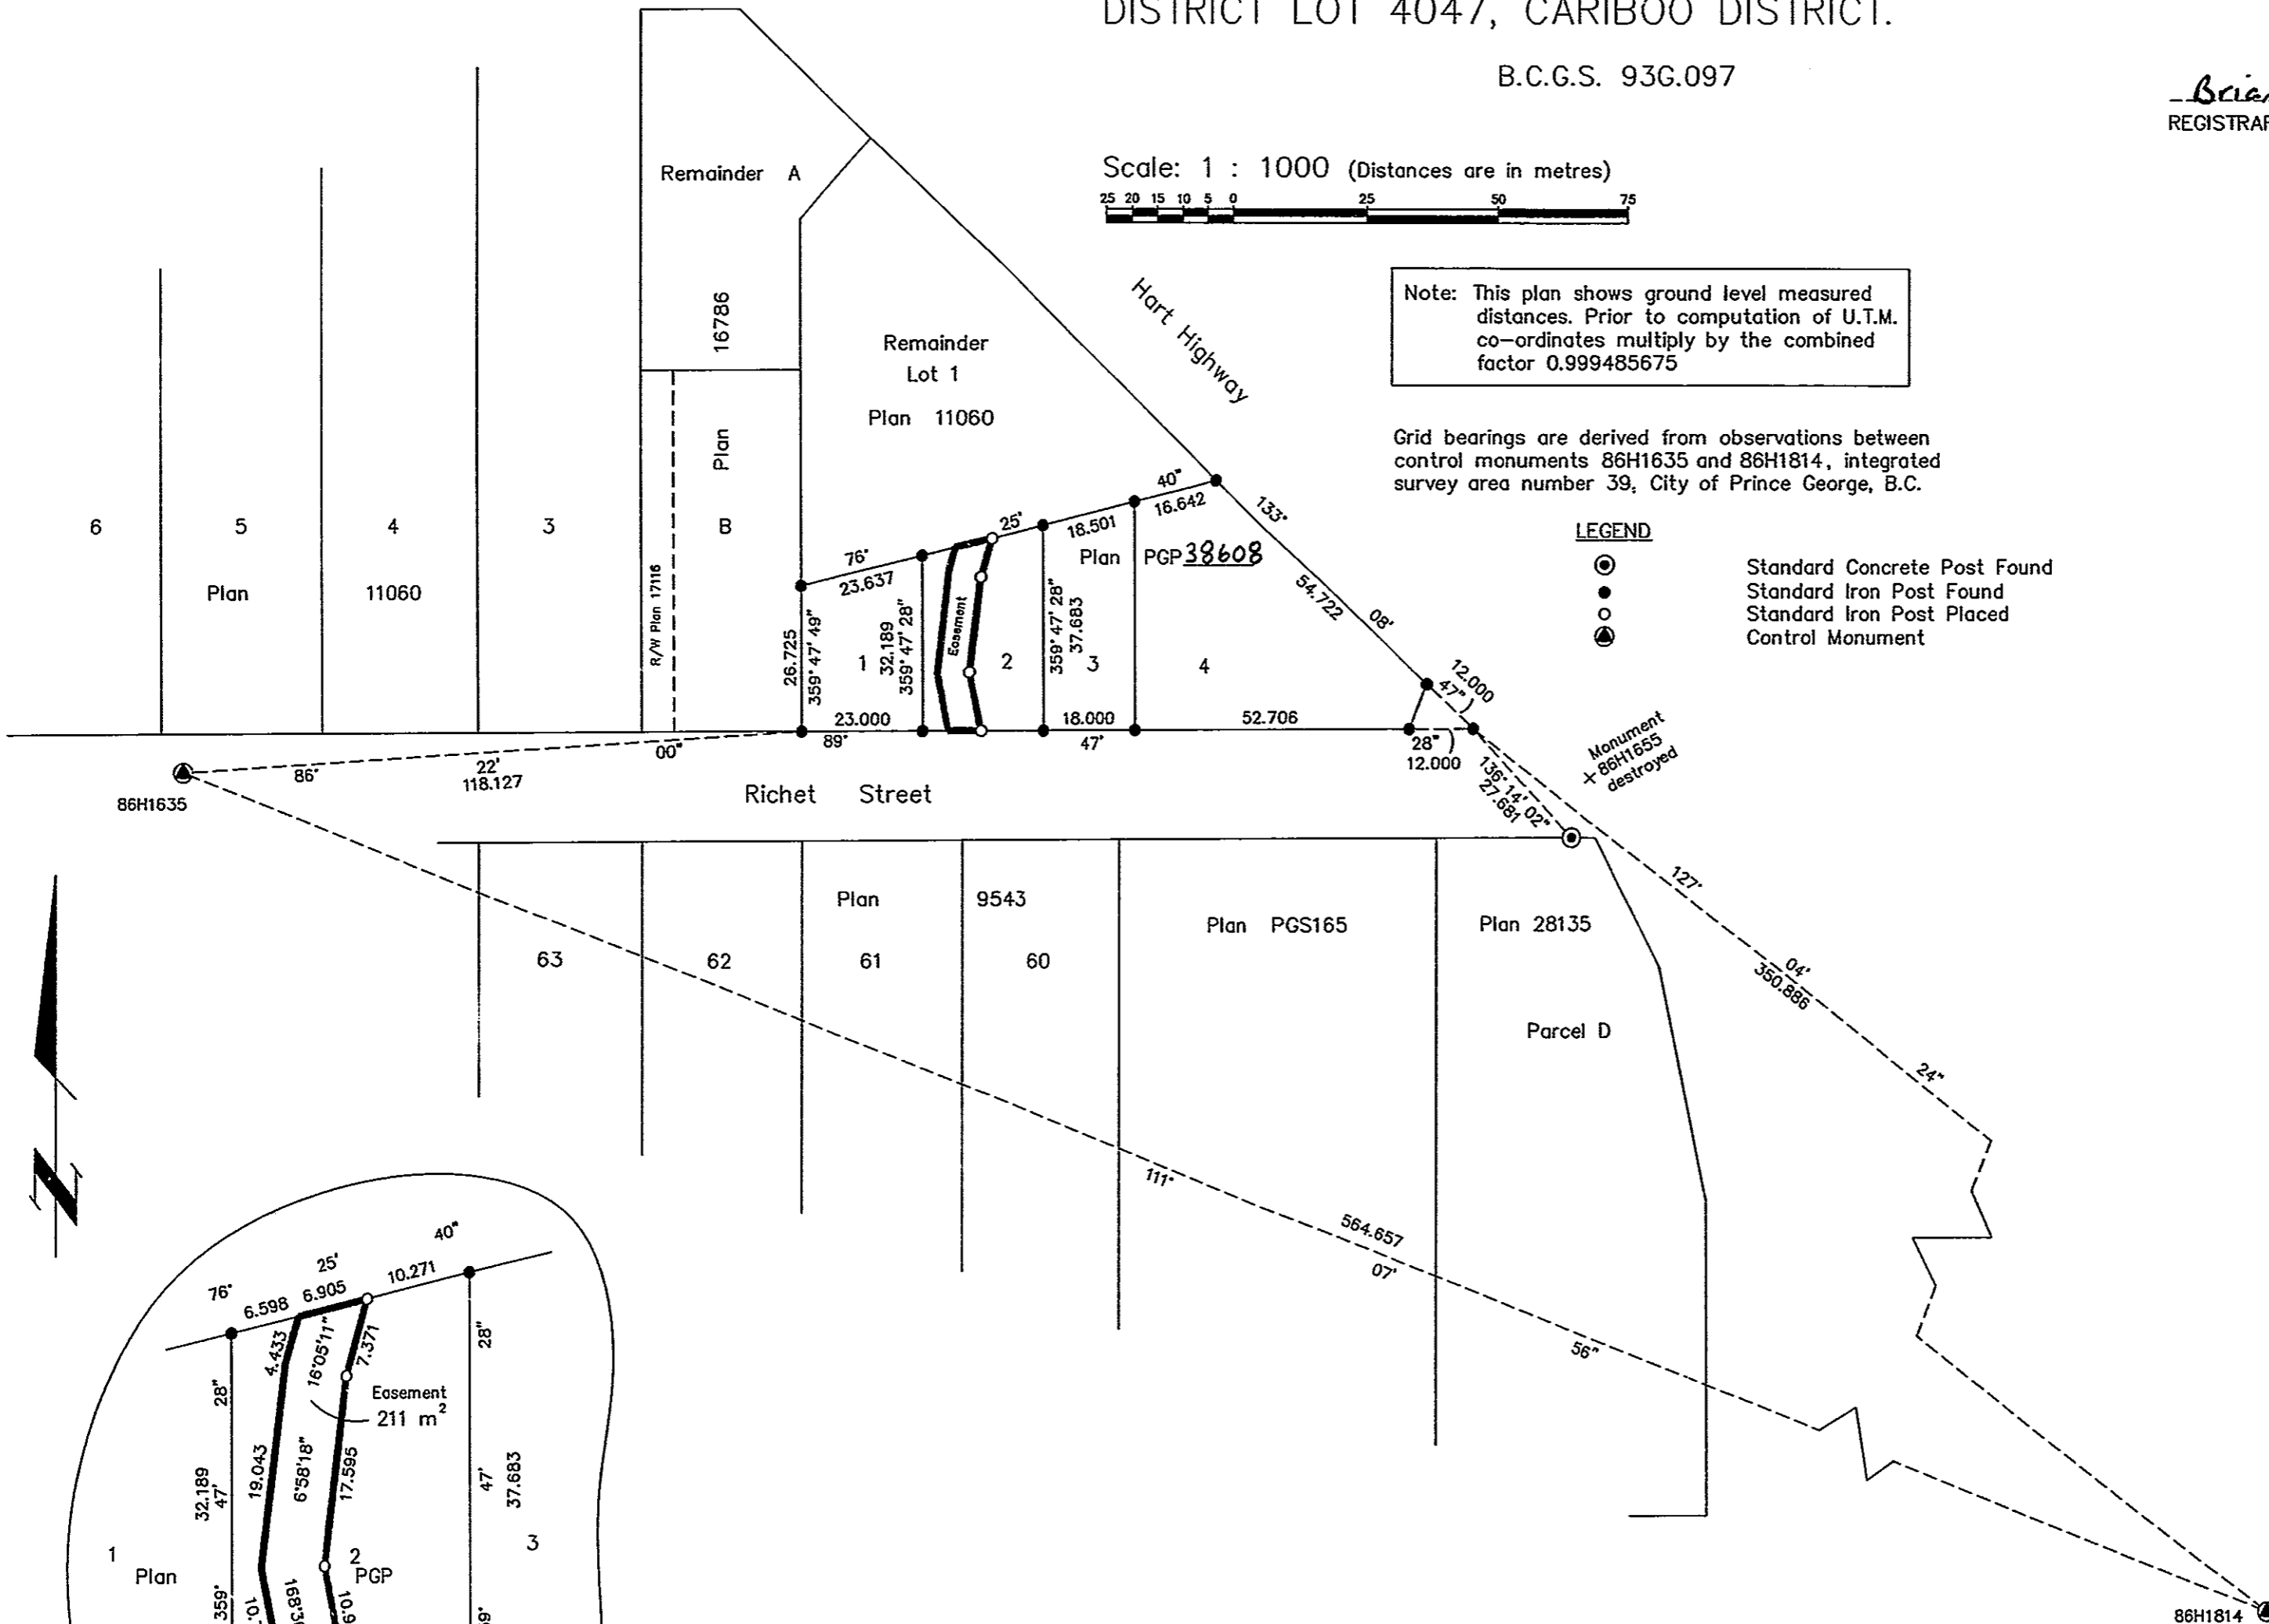 DISTRICT LOT 4047, CARIBOO DISTRICT.
B.C.G.S. 93G.097
Brian
REGISTRAR
Scale: 1 : 1000 (Distances are in metres)
25 20 15 10 5 0 25 50 75
Note: This plan shows ground level measured
distances. Prior to computation of U.T.M.
co-ordinates multiply by the combined
factor 0.999485675
Grid bearings are derived from observations between
control monuments 86H1635 and 86H1814, integrated
survey area number 39, City of Prince George, B.C.
LEGEND
Standard Concrete Post Found
Standard Iron Post Found
Standard Iron Post Placed
Control Monument
Remainder A
16786
Plan
B
R/W Plan 17116
Remainder
Lot 1
Plan 11060
Hart Highway
6 5 4 3
Plan 11060
76° 25' 40"
23.637 18.501 16.642
Plan PGP 38608
133° 08' 47"
54.722
12.000
26.725
359° 47' 49"
1
32.189
359° 47' 28"
Easement
2
359° 47' 28"
37.683
3
4
23.000 18.000 52.706
89° 47' 28"
12.000
Monument
+ 86H1655
destroyed
136° 14' 02"
27.681
86H1635
86° 22' 00"
118.127
Richet Street
127° 04' 24"
350.886
Plan 9543
63 62 61 60
Plan PGS165
Plan 28135
Parcel D
111° 07' 56"
564.657
86H1814
N
76° 25' 40"
6.598 6.905 10.271
4.433
16°05'11"
7.371
28"
28"
Easement
211 m²
32.189
47'
19.043
6°58'18"
17.595
47'
37.683
1
Plan
2
PGP
3
359°